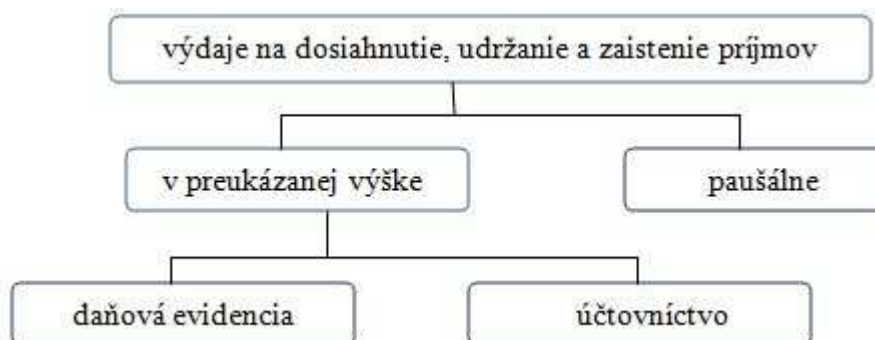 výdaje na dosiahnutie, udržanie a zaistenie príjmov
v preukázanej výške
paušálne
daňová evidencia
účtovníctvo